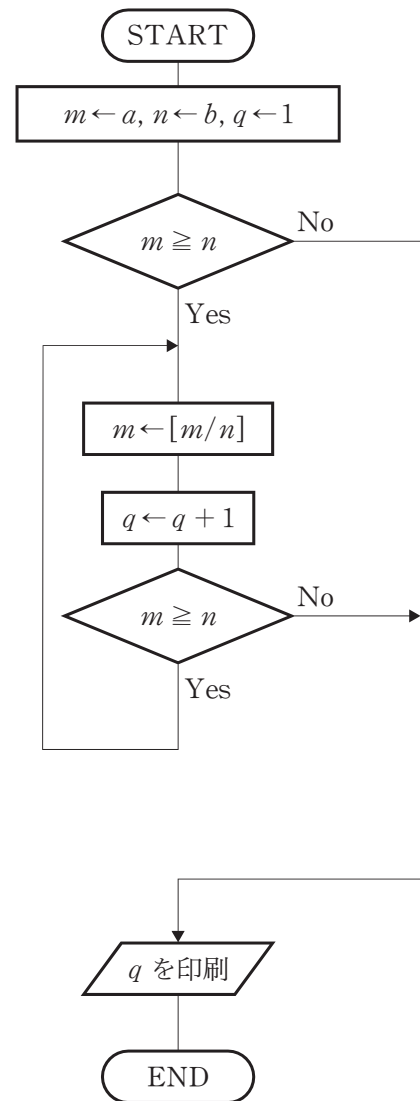 START
m ← a, n ← b, q ← 1
m ≧ n
No
Yes
m ← [m/n]
q ← q + 1
m ≧ n
No
Yes
q を印刷
END